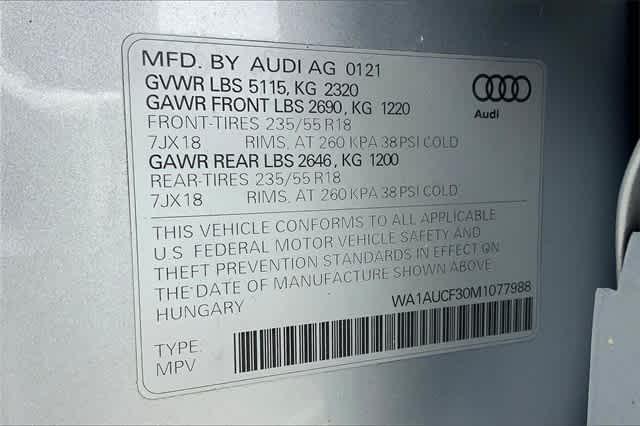 MFD. BY AUDI AG 0121
GVWR LBS 5115, KG 2320
GAWR FRONT LBS 2690, KG 1220
FRONT-TIRES 235/55 R18
7JX18 RIMS, AT 260 KPA 38 PSI COLD
GAWR REAR LBS 2646, KG 1200
REAR-TIRES 235/55 R18
7JX18 RIMS, AT 260 KPA 38 PSI COLD
Audi
THIS VEHICLE CONFORMS TO ALL APPLICABLE
U.S FEDERAL MOTOR VEHICLE SAFETY AND
THEFT PREVENTION STANDARDS IN EFFECT ON
THE DATE OF MANUFACTURE SHOWN ABOVE.
HUNGARY
WA1AUCF30M1077988
TYPE:
MPV